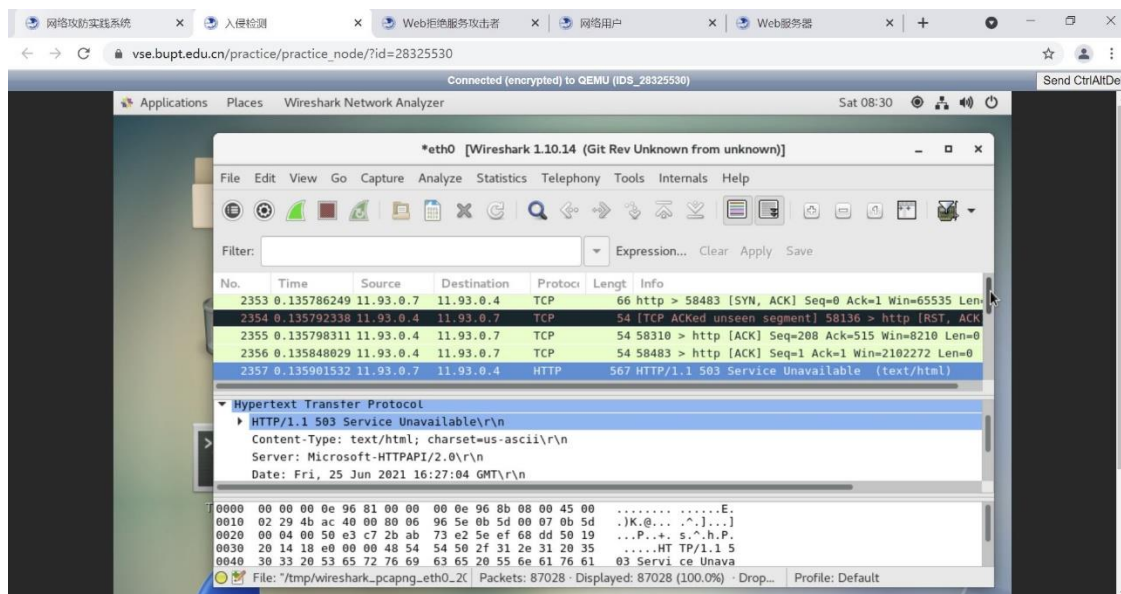 网络攻防实践系统 入侵检测 Web拒绝服务攻击者 网络用户 Web服务器
vse.bupt.edu.cn/practice/practice_node/?id=28325530
Connected (encrypted) to QEMU (IDS_28325530) Send CtrlAltDe
Applications Places Wireshark Network Analyzer Sat 08:30
*eth0 [Wireshark 1.10.14 (Git Rev Unknown from unknown)]
File Edit View Go Capture Analyze Statistics Telephony Tools Internals Help
Filter: Expression... Clear Apply Save
No. Time Source Destination Protoco Lengt Info
2353 0.135786249 11.93.0.7 11.93.0.4 TCP 66 http > 58483 [SYN, ACK] Seq=0 Ack=1 Win=65535 Len=
2354 0.135792338 11.93.0.4 11.93.0.7 TCP 54 [TCP ACKed unseen segment] 58136 > http [RST, ACK
2355 0.135798311 11.93.0.4 11.93.0.7 TCP 54 58310 > http [ACK] Seq=208 Ack=515 Win=8210 Len=0
2356 0.135848029 11.93.0.4 11.93.0.7 TCP 54 58483 > http [ACK] Seq=1 Ack=1 Win=2102272 Len=0
2357 0.135901532 11.93.0.7 11.93.0.4 HTTP 567 HTTP/1.1 503 Service Unavailable (text/html)
Hypertext Transfer Protocol
HTTP/1.1 503 Service Unavailable\r\n
Content-Type: text/html; charset=us-ascii\r\n
Server: Microsoft-HTTPAPI/2.0\r\n
Date: Fri, 25 Jun 2021 16:27:04 GMT\r\n
0000 00 00 00 0e 96 81 00 00 00 0e 96 8b 08 00 45 00 ........ ......E.
0010 02 29 4b ac 40 00 80 06 96 5e 0b 5d 00 07 0b 5d .)K.@... .^.]...]
0020 00 04 00 50 e3 c7 2b ab 73 e2 5e ef 68 dd 50 19 ...P..+. s.^.h.P.
0030 20 14 18 e0 00 00 48 54 54 50 2f 31 2e 31 20 35 .....HT TP/1.1 5
0040 30 33 20 53 65 72 76 69 63 65 20 55 6e 61 76 61 03 Servi ce Unava
File: "/tmp/wireshark_pcapng_eth0_20 Packets: 87028 · Displayed: 87028 (100.0%) · Drop... Profile: Default